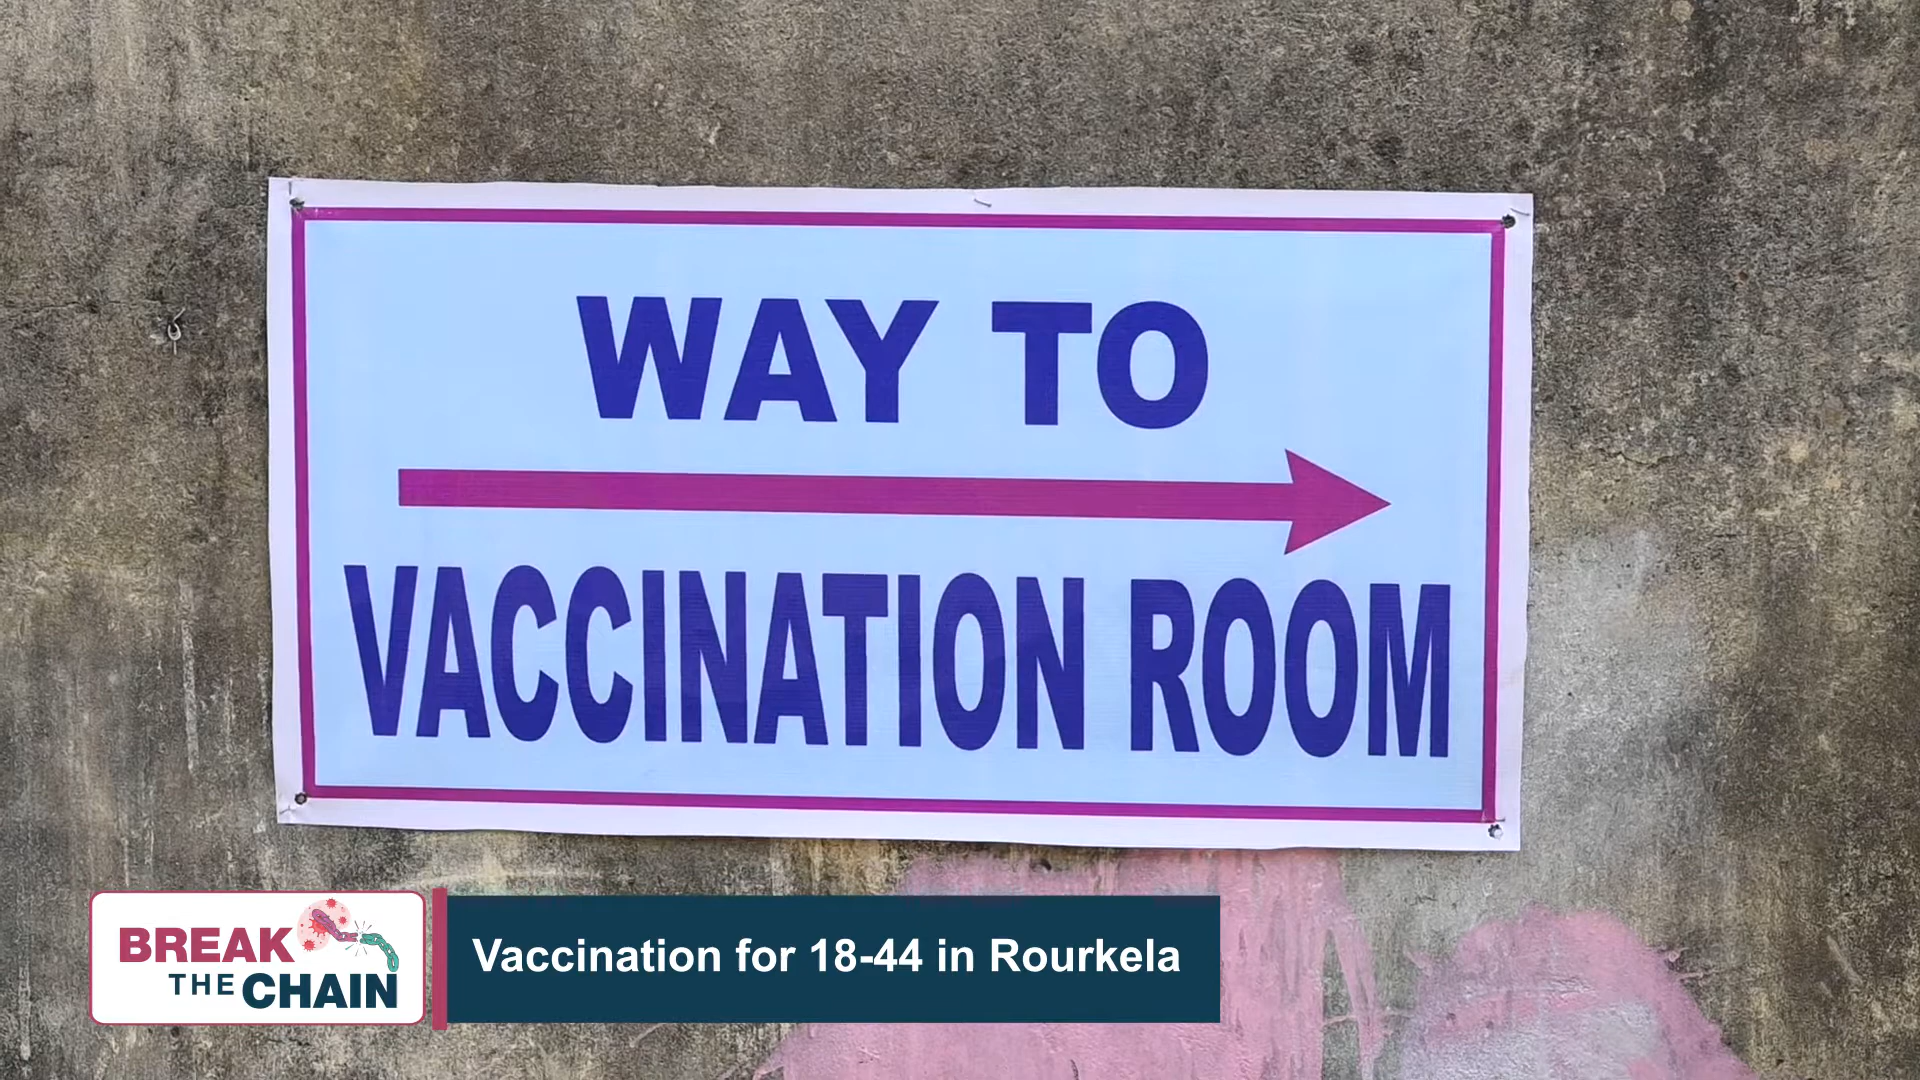 WAY TO
VACCINATION ROOM
BREAK
THE CHAIN
Vaccination for 18-44 in Rourkela